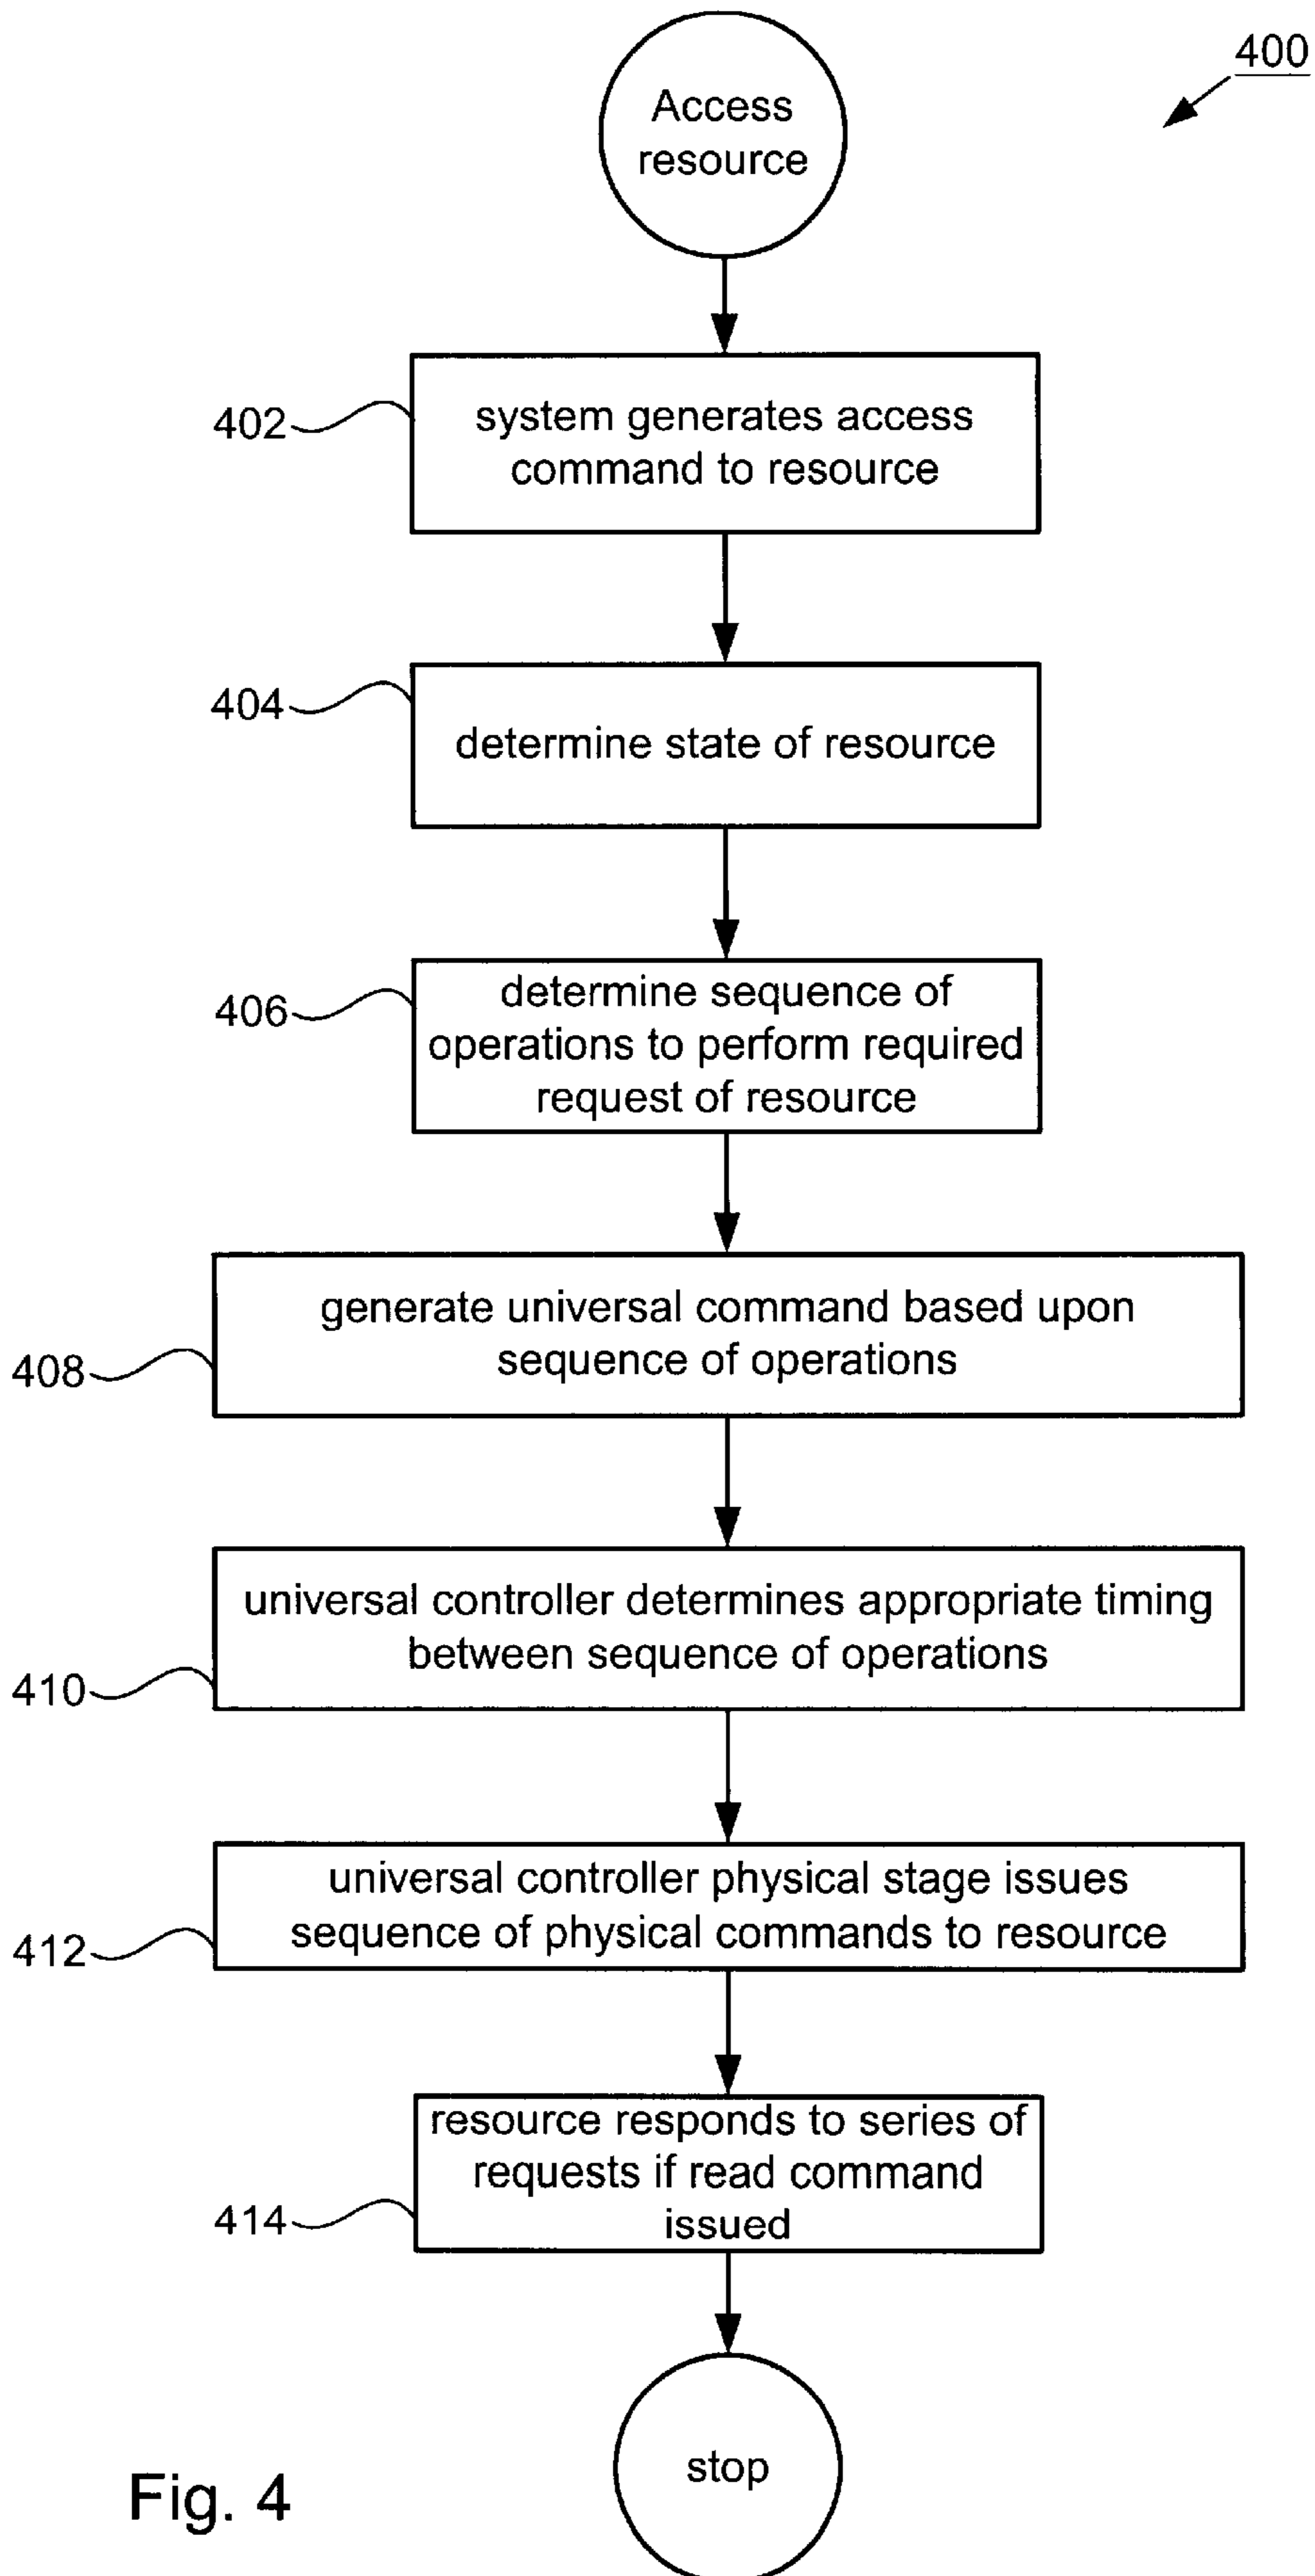 400
Access
resource
402
system generates access
command to resource
404
determine state of resource
406
determine sequence of
operations to perform required
request of resource
408
generate universal command based upon
sequence of operations
410
universal controller determines appropriate timing
between sequence of operations
412
universal controller physical stage issues
sequence of physical commands to resource
414
resource responds to series of
requests if read command
issued
stop
Fig. 4